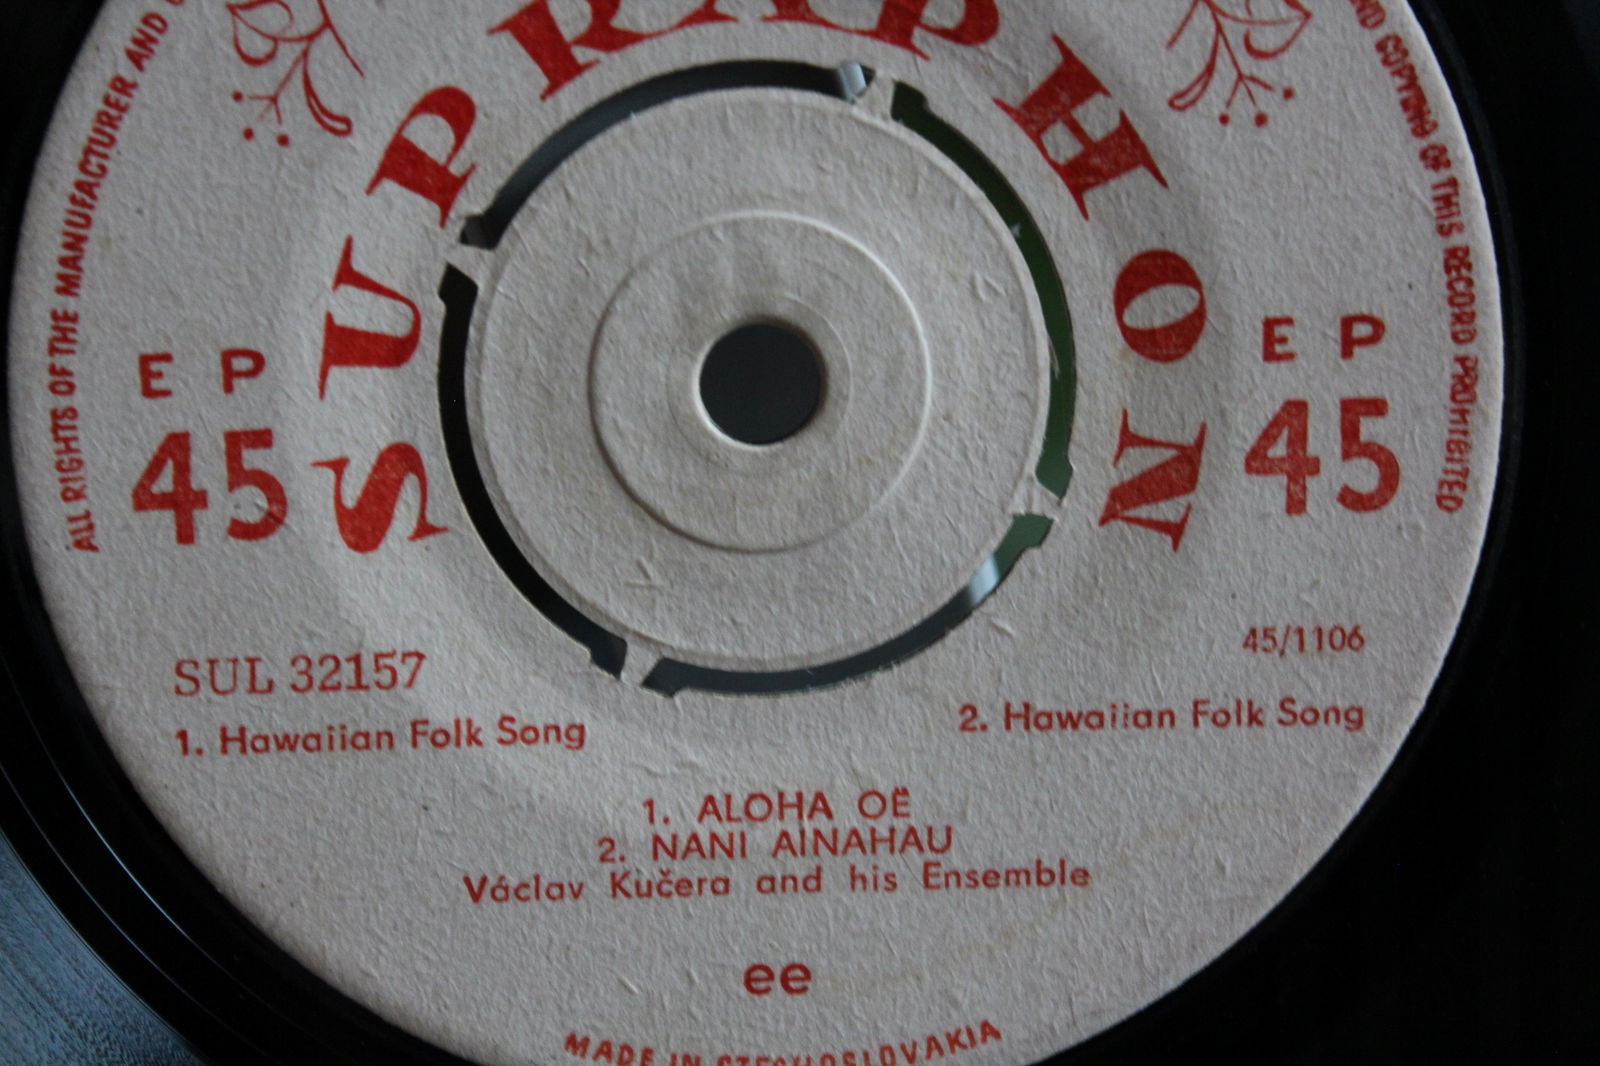 ALL RIGHTS OF THE MANUFACTURER AND
AND COPYING OF THIS RECORD PROHIBITED
SUPRAPHON
E P
45
E P
45
SUL 32157
45/1106
1. Hawaiian Folk Song
2. Hawaiian Folk Song
1. ALOHA OË
2. NANI AINAHAU
Václav Kučera and his Ensemble
ee
MADE IN CZECHOSLOVAKIA